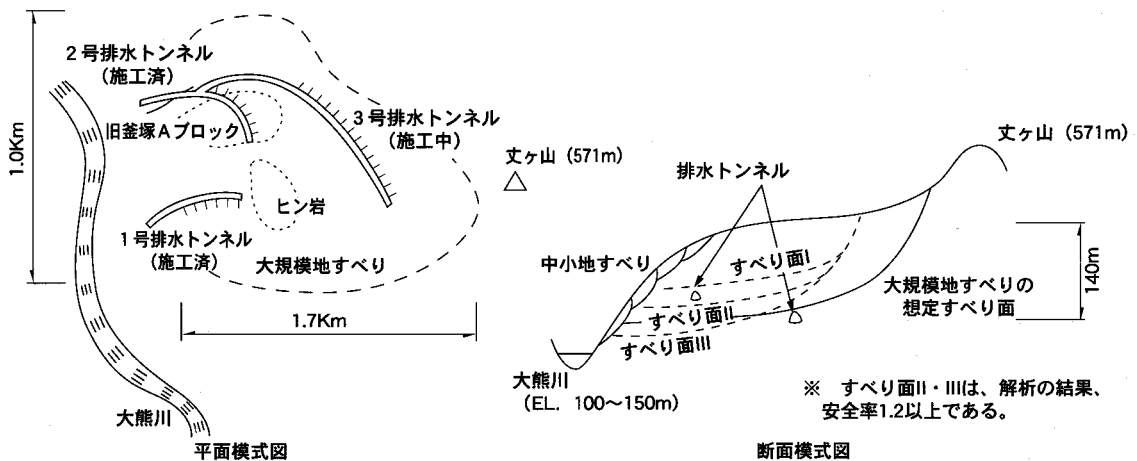 2号排水トンネル
(施工済)
旧釜塚Aブロック
3号排水トンネル
(施工中)
1.0Km
ヒン岩
1号排水トンネル
(施工済)
大規模地すべり
1.7Km
大熊川
平面模式図
丈ヶ山 (571m)
丈ヶ山 (571m)
排水トンネル
中小地すべり
すべり面I
すべり面II
すべり面III
大規模地すべりの
想定すべり面
140m
大熊川
(EL. 100~150m)
※ すべり面II・IIIは、解析の結果、
安全率1.2以上である。
断面模式図